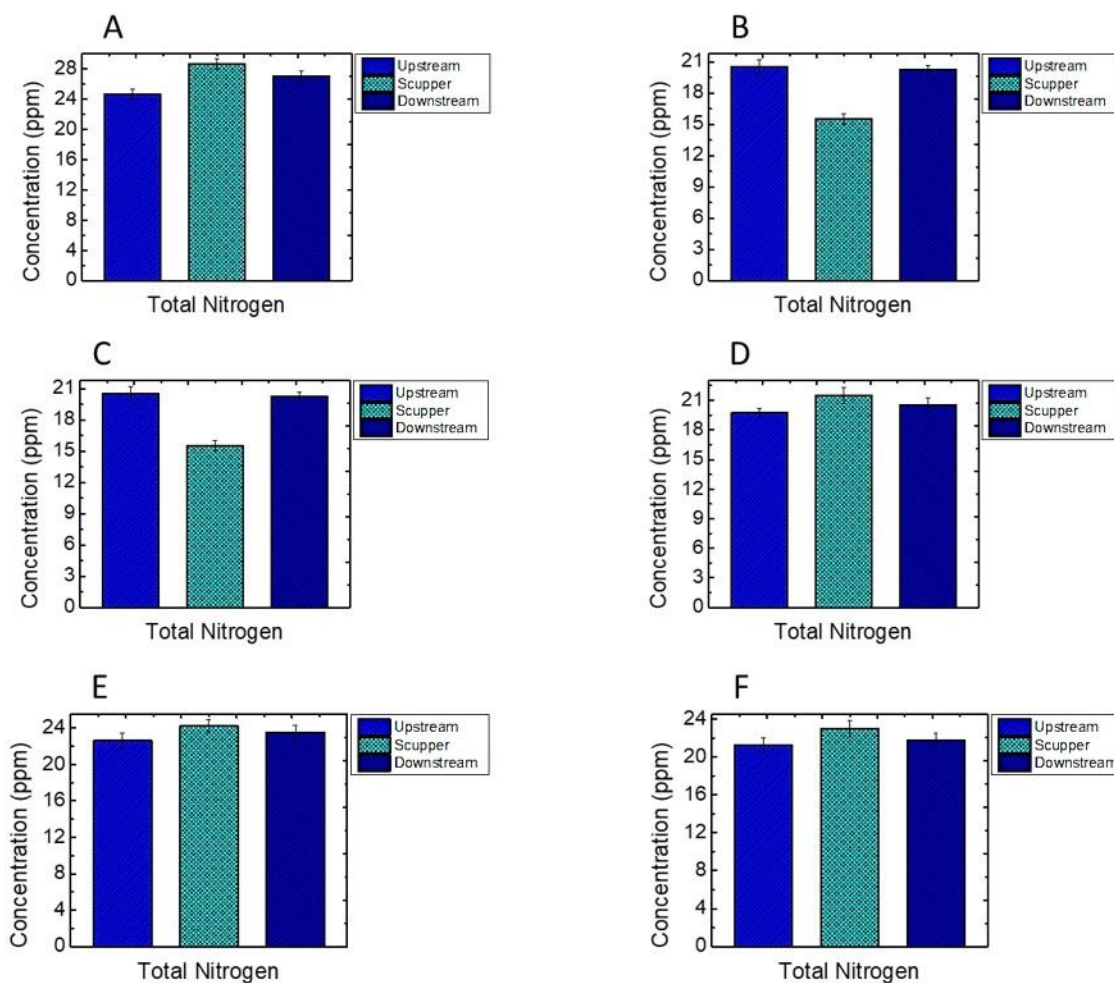 A
Concentration (ppm)
28
24
20
16
12
8
4
0
Total Nitrogen
Upstream
Scupper
Downstream
B
Concentration (ppm)
21
18
15
12
9
6
3
0
Total Nitrogen
Upstream
Scupper
Downstream
C
Concentration (ppm)
21
18
15
12
9
6
3
0
Total Nitrogen
Upstream
Scupper
Downstream
D
Concentration (ppm)
21
18
15
12
9
6
3
0
Total Nitrogen
Upstream
Scupper
Downstream
E
Concentration (ppm)
24
20
16
12
8
4
0
Total Nitrogen
Upstream
Scupper
Downstream
F
Concentration (ppm)
24
20
16
12
8
4
0
Total Nitrogen
Upstream
Scupper
Downstream